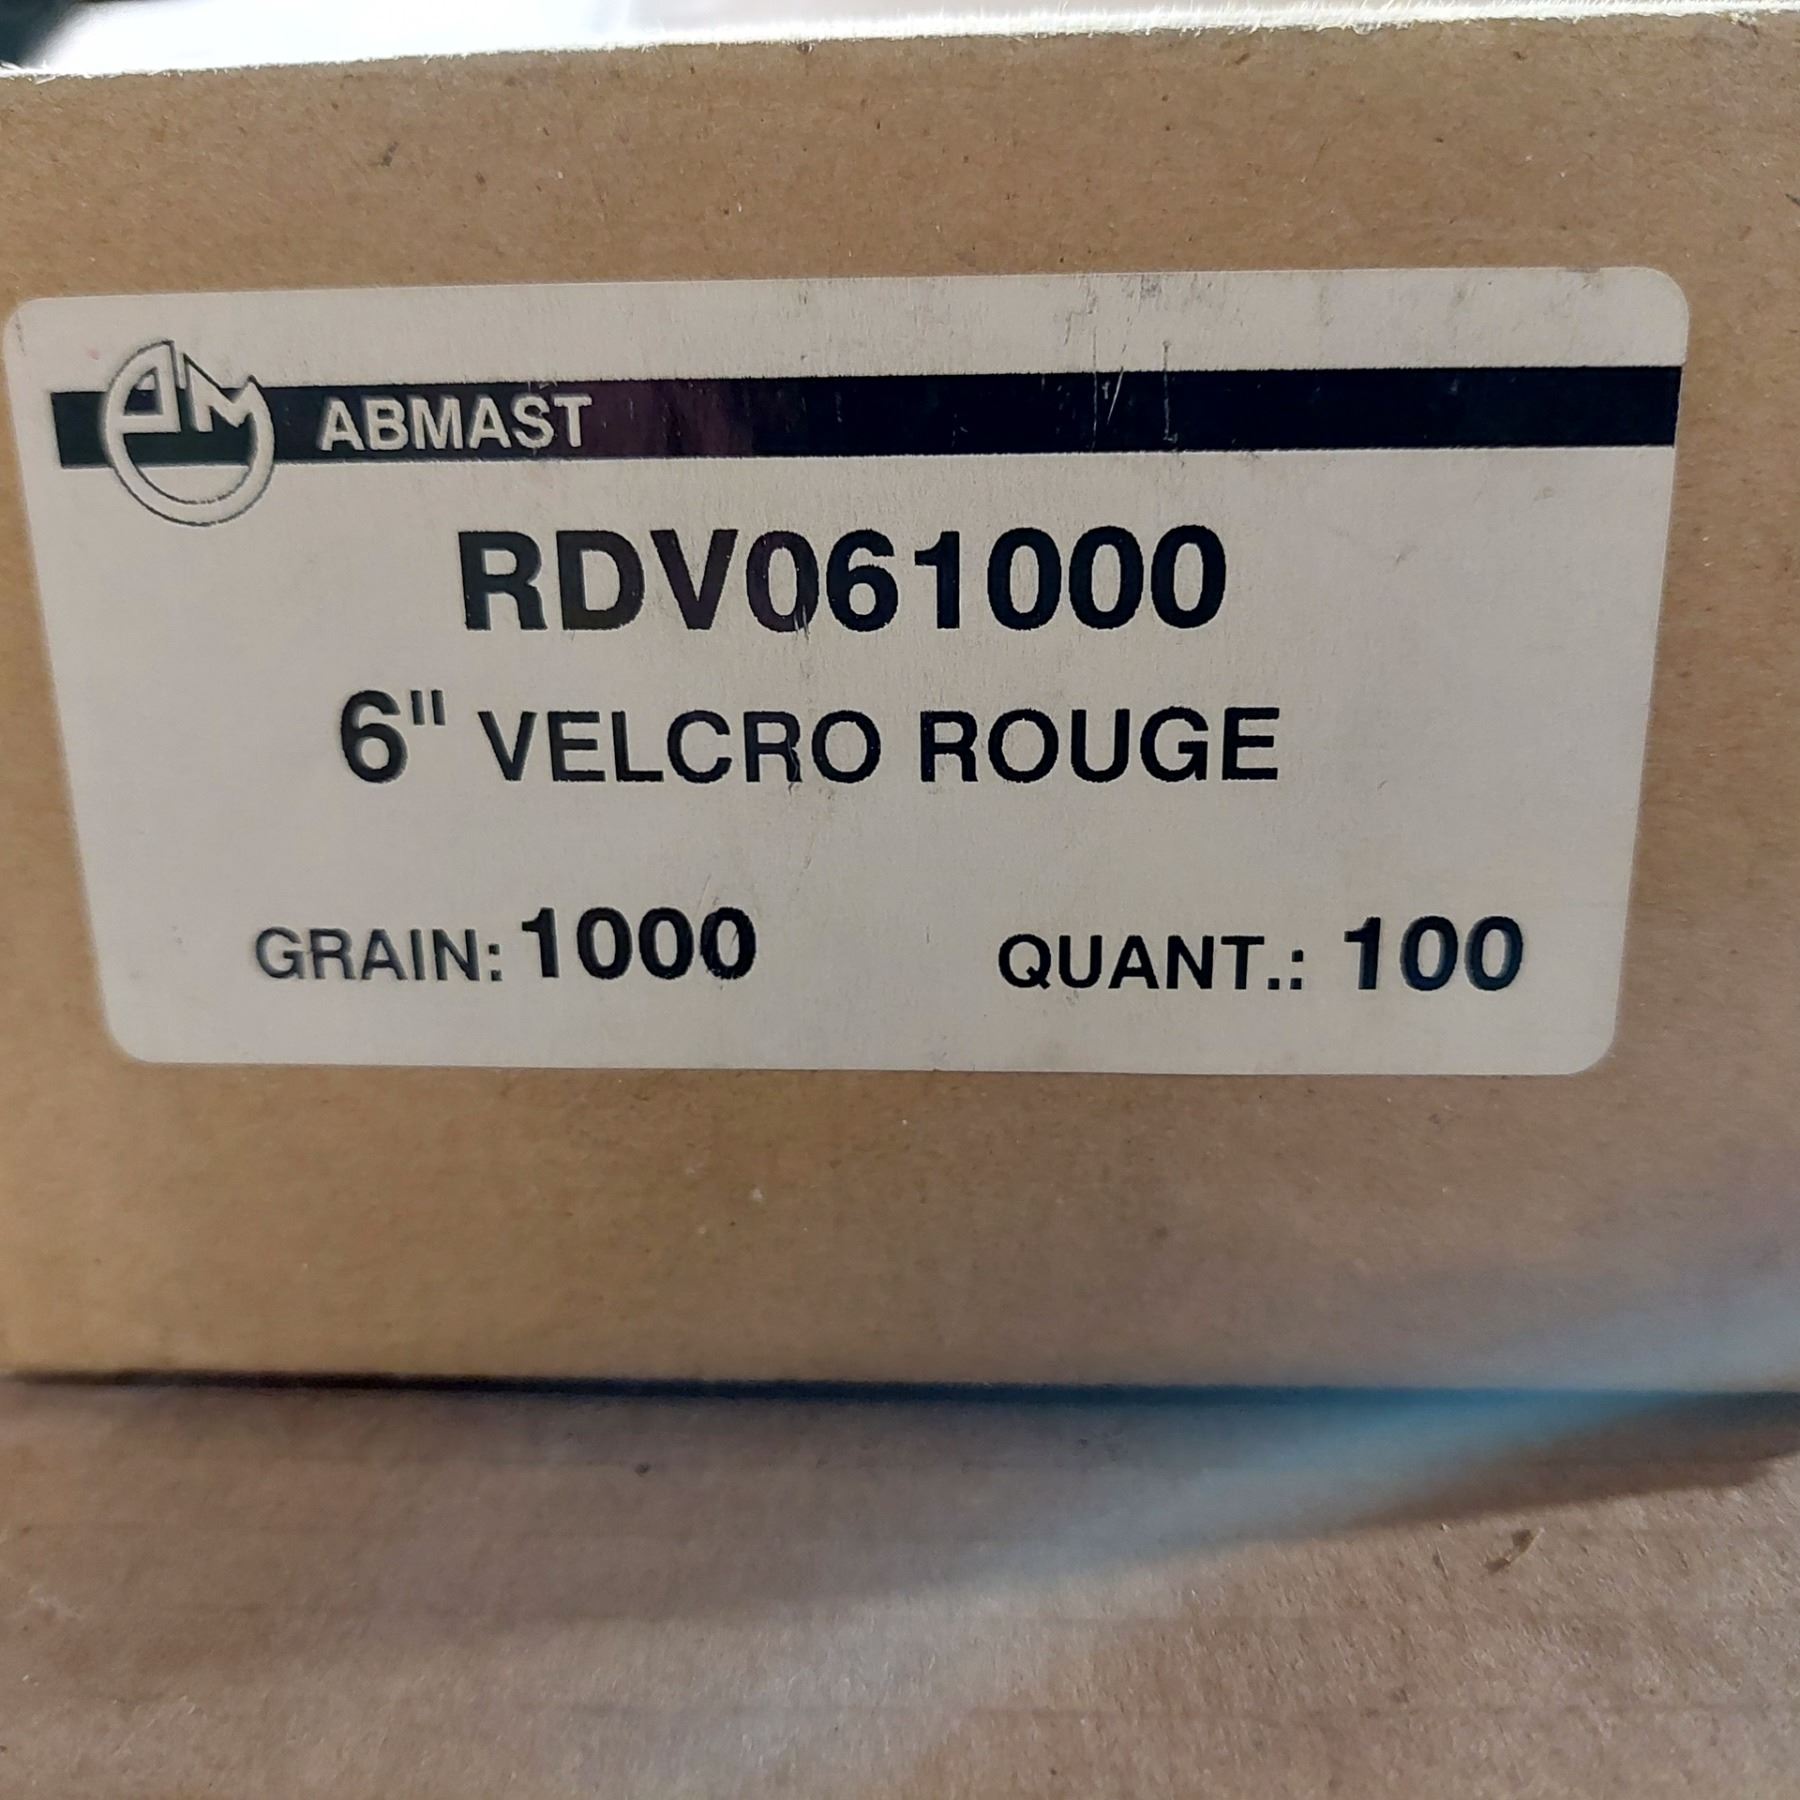 ABMAST
RDV061000
6" VELCRO ROUGE
GRAIN: 1000 QUANT.: 100